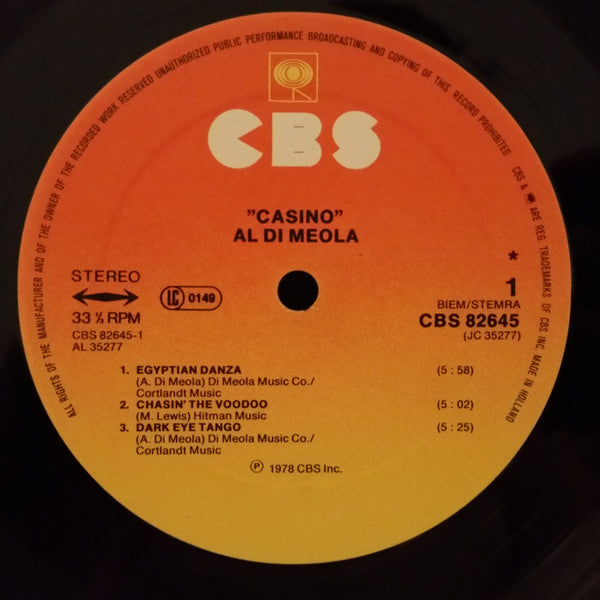 ALL RIGHTS OF THE MANUFACTURER AND OF THE OWNER OF THE RECORDED WORK RESERVED UNAUTHORIZED PUBLIC PERFORMANCE BROADCASTING AND COPYING OF THIS RECORD PROHIBITED
CBS & ARE REG. TRADEMARKS OF CBS INC. MADE IN HOLLAND
CBS
"CASINO"
AL DI MEOLA
STEREO
33 ⅓ RPM
CBS 82645-1
AL 35277
LC 0149
*
1
BIEM/STEMRA
CBS 82645
(JC 35277)
1. EGYPTIAN DANZA (5 : 58)
(A. Di Meola) Di Meola Music Co./
Cortlandt Music
2. CHASIN' THE VOODOO (5 : 02)
(M. Lewis) Hitman Music
3. DARK EYE TANGO (5 : 25)
(A. Di Meola) Di Meola Music Co./
Cortlandt Music
℗ 1978 CBS Inc.